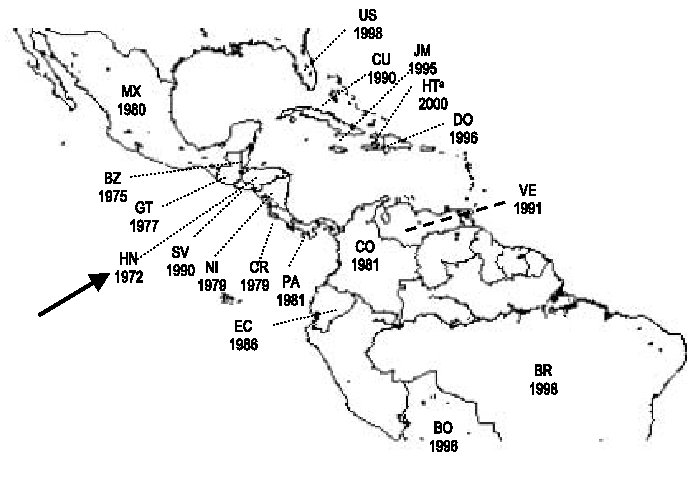 US
1998
CU
1990
JM
1995
HTa
2000
DO
1996
MX
1980
BZ
1975
GT
1977
HN
1972
SV
1990
NI
1979
CR
1979
PA
1981
CO
1981
VE
1991
EC
1986
BR
1998
BO
1996